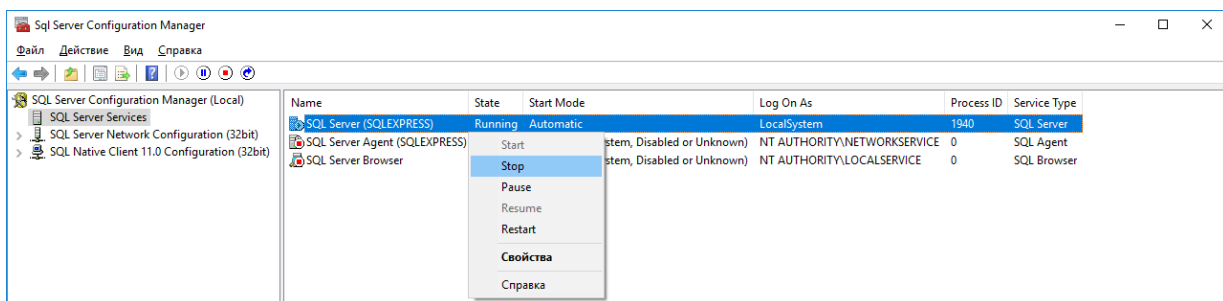 Sql Server Configuration Manager
Файл Действие Вид Справка
SQL Server Configuration Manager (Local)
SQL Server Services
SQL Server Network Configuration (32bit)
SQL Native Client 11.0 Configuration (32bit)
Name State Start Mode Log On As Process ID Service Type
SQL Server (SQLEXPRESS) Running Automatic LocalSystem 1940 SQL Server
SQL Server Agent (SQLEXPRESS) stem, Disabled or Unknown) NT AUTHORITY\NETWORKSERVICE 0 SQL Agent
SQL Server Browser stem, Disabled or Unknown) NT AUTHORITY\LOCALSERVICE 0 SQL Browser
Start
Stop
Pause
Resume
Restart
Свойства
Справка